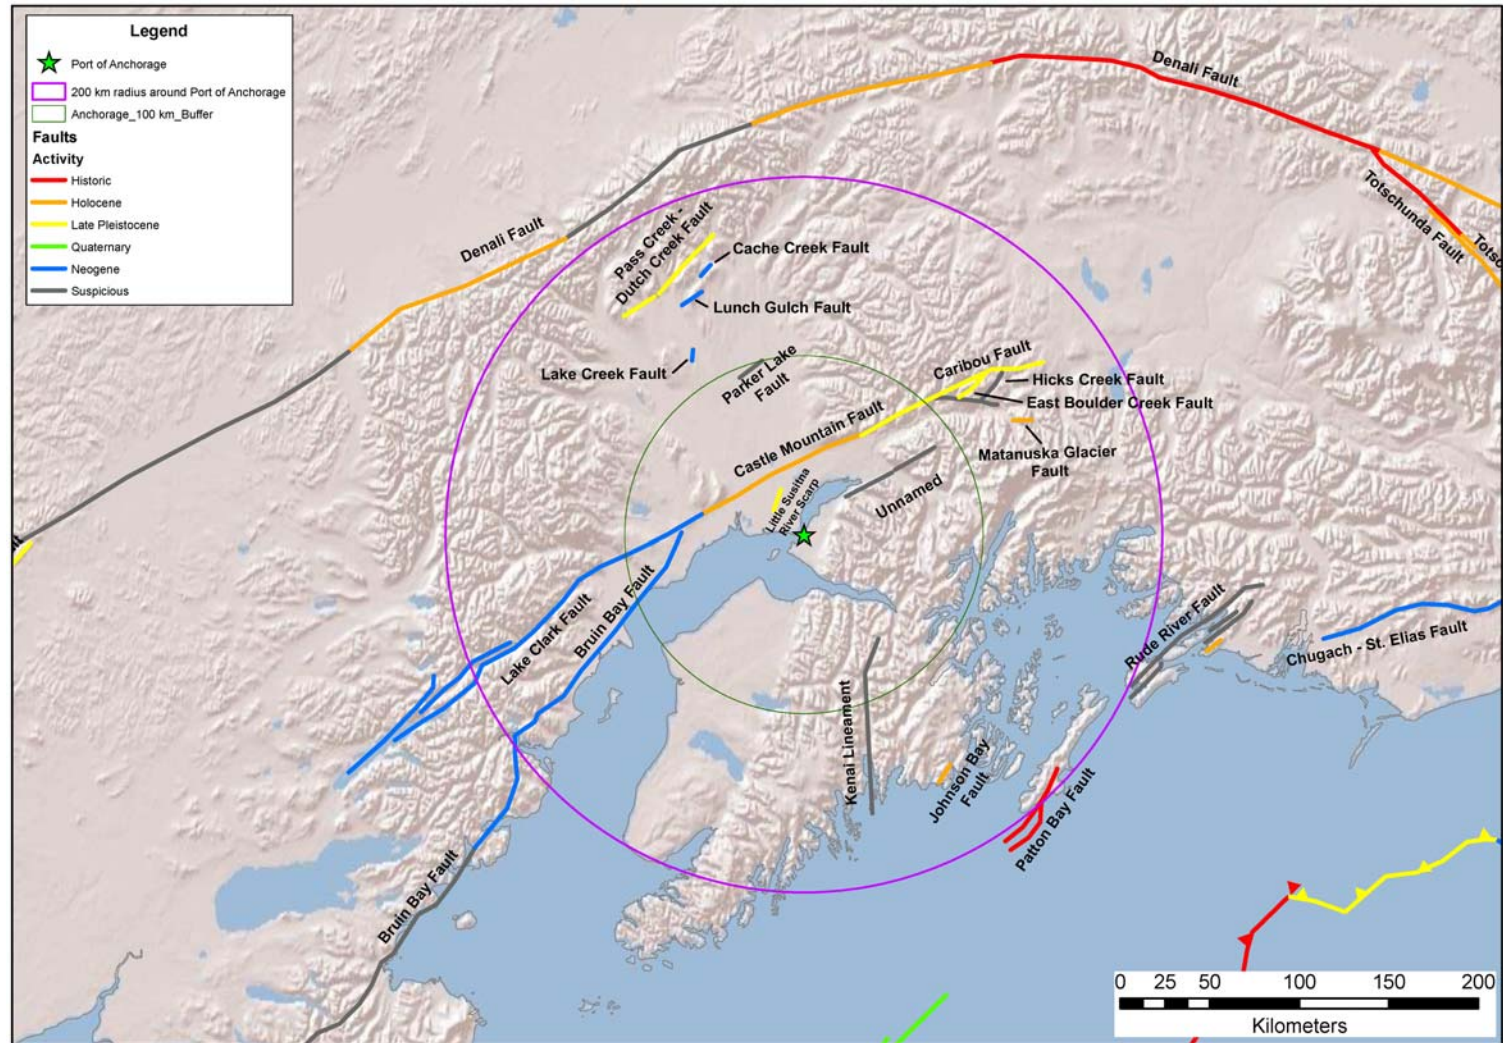 Legend
Port of Anchorage
200 km radius around Port of Anchorage
Anchorage_100 km_Buffer
Faults
Activity
Historic
Holocene
Late Pleistocene
Quaternary
Neogene
Suspicious
Denali Fault
Denali Fault
Totschunda Fault
Totsc
Pass Creek -
Dutch Creek Fault
Cache Creek Fault
Lunch Gulch Fault
Lake Creek Fault
Parker Lake
Fault
Caribou Fault
Hicks Creek Fault
East Boulder Creek Fault
Matanuska Glacier
Fault
Castle Mountain Fault
Little Susitna
River Scarp
Unnamed
Lake Clark Fault
Bruin Bay Fault
Rude River Fault
Chugach - St. Elias Fault
Kenai Lineament
Johnson Bay
Fault
Patton Bay Fault
Bruin Bay Fault
0 25 50 100 150 200
Kilometers